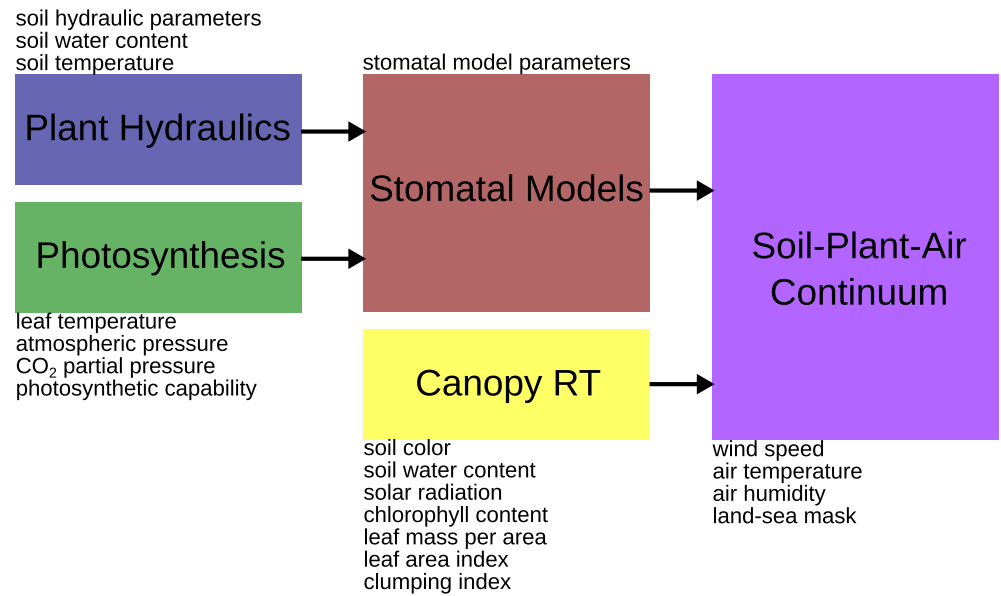 soil hydraulic parameters
soil water content
soil temperature
Plant Hydraulics
Photosynthesis
leaf temperature
atmospheric pressure
CO₂ partial pressure
photosynthetic capability
stomatal model parameters
Stomatal Models
Canopy RT
soil color
soil water content
solar radiation
chlorophyll content
leaf mass per area
leaf area index
clumping index
Soil-Plant-Air
Continuum
wind speed
air temperature
air humidity
land-sea mask